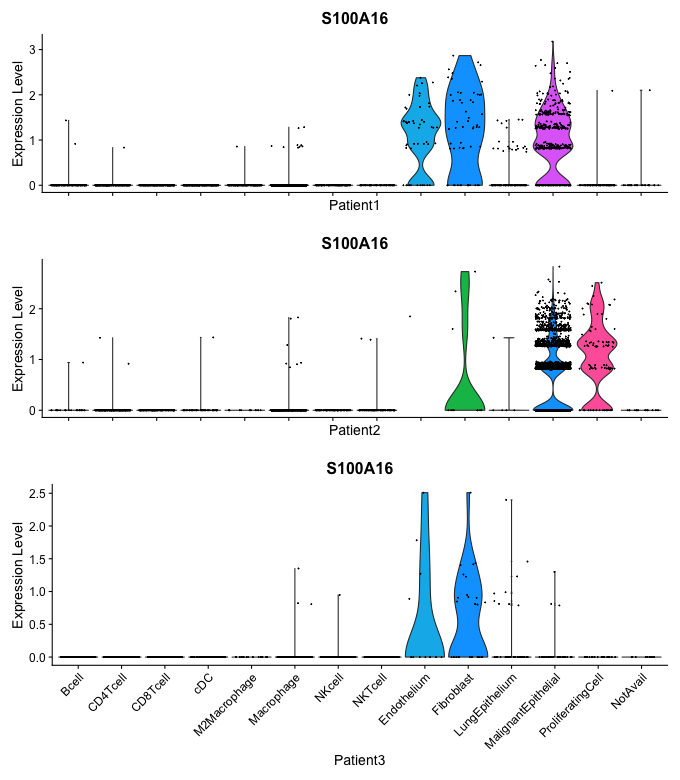 S100A16
3
2
1
0
Expression Level
Patient1
S100A16
2
1
0
Expression Level
Patient2
S100A16
2.5
2.0
1.5
1.0
0.5
0.0
Expression Level
Bcell
CD4Tcell
CD8Tcell
cDC
M2Macrophage
Macrophage
NKcell
NKTcell
Endothelium
Fibroblast
LungEpithelium
MalignantEpithelial
ProliferatingCell
NotAvail
Patient3